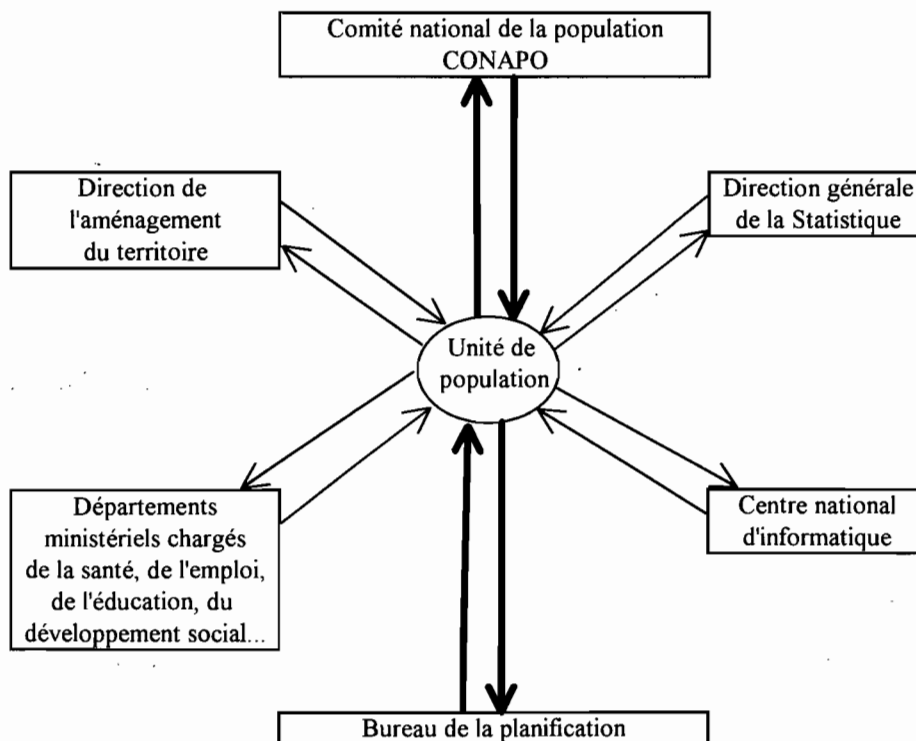 Comité national de la population
CONAPO
Direction de
l'aménagement
du territoire
Direction générale
de la Statistique
Unité de
population
Départements
ministériels chargés
de la santé, de l'emploi,
de l'éducation, du
développement social...
Centre national
d'informatique
Bureau de la planification